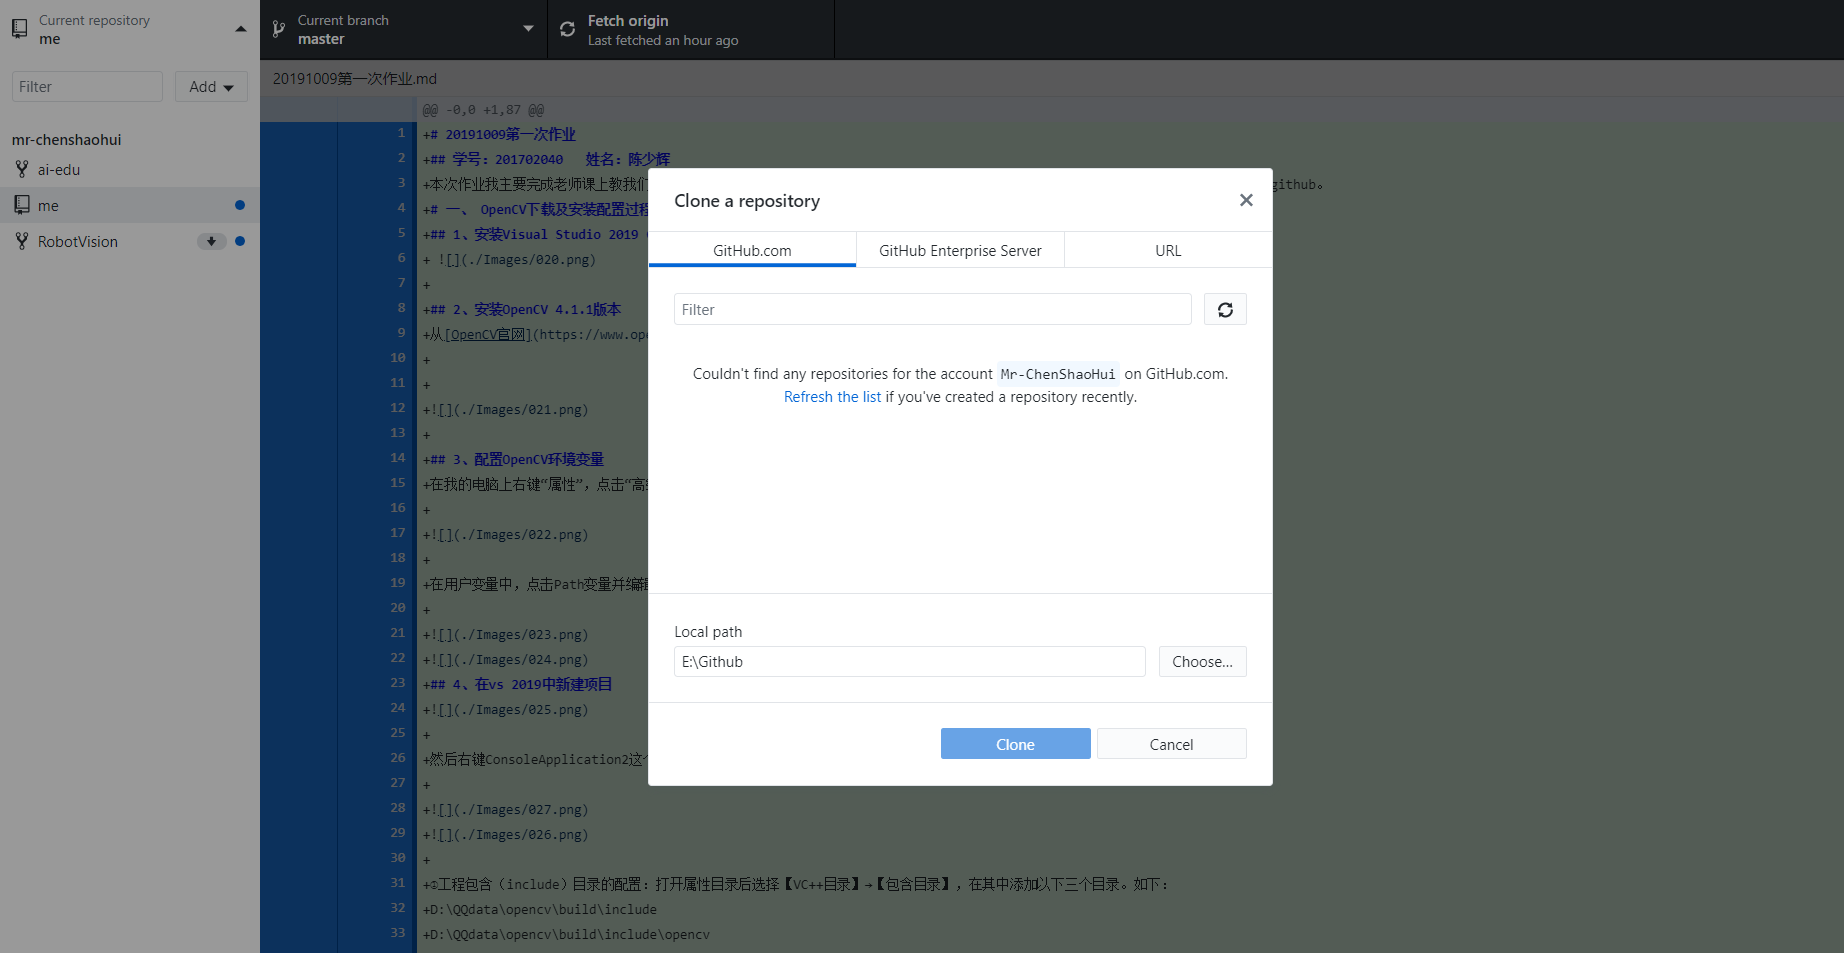 Current repository
me
Current branch
master
Fetch origin
Last fetched an hour ago
Filter
Add
mr-chenshaohui
ai-edu
me
RobotVision
20191009第一次作业.md
@@ -0,0 +1,87 @@
1 +# 20191009第一次作业
2 +## 学号：201702040 姓名：陈少辉
3 +本次作业我主要完成老师课上教我们 github。
4 +# 一、 OpenCV下载及安装配置过程
5 +## 1、安装Visual Studio 2019
6 + ![](./Images/020.png)
7 +
8 +## 2、安装OpenCV 4.1.1版本
9 +从[OpenCV官网](https://www.ope
10 +
11 +
12 +![](./Images/021.png)
13 +
14 +## 3、配置OpenCV环境变量
15 +在我的电脑上右键“属性”，点击“高
16 +
17 +![](./Images/022.png)
18 +
19 +在用户变量中，点击Path变量并编辑
20 +
21 +![](./Images/023.png)
22 +![](./Images/024.png)
23 +## 4、在vs 2019中新建项目
24 +![](./Images/025.png)
25 +
26 +然后右键ConsoleApplication2这个
27 +
28 +![](./Images/027.png)
29 +![](./Images/026.png)
30 +
31 +①工程包含（include）目录的配置：打开属性目录后选择【VC++目录】→【包含目录】，在其中添加以下三个目录。如下：
32 +D:\QQdata\opencv\build\include
33 +D:\QQdata\opencv\build\include\opencv
Clone a repository
GitHub.com
GitHub Enterprise Server
URL
Filter
Couldn't find any repositories for the account Mr-ChenShaoHui on GitHub.com.
Refresh the list if you've created a repository recently.
Local path
E:\Github
Choose...
Clone
Cancel